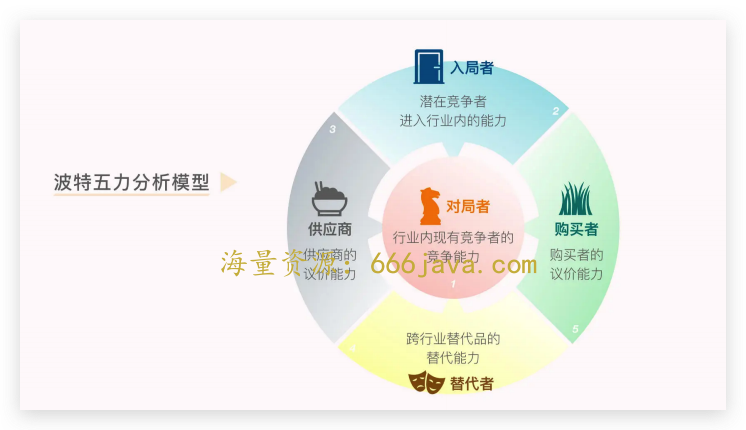 入局者
潜在竞争者
进入行业内的能力
2
3
波特五力分析模型
对局者
行业内现有竞争者的
竞争能力
1
供应商
供应商的
议价能力
购买者
购买者的
议价能力
海量资源：666java.com
5
4
跨行业替代品的
替代能力
替代者